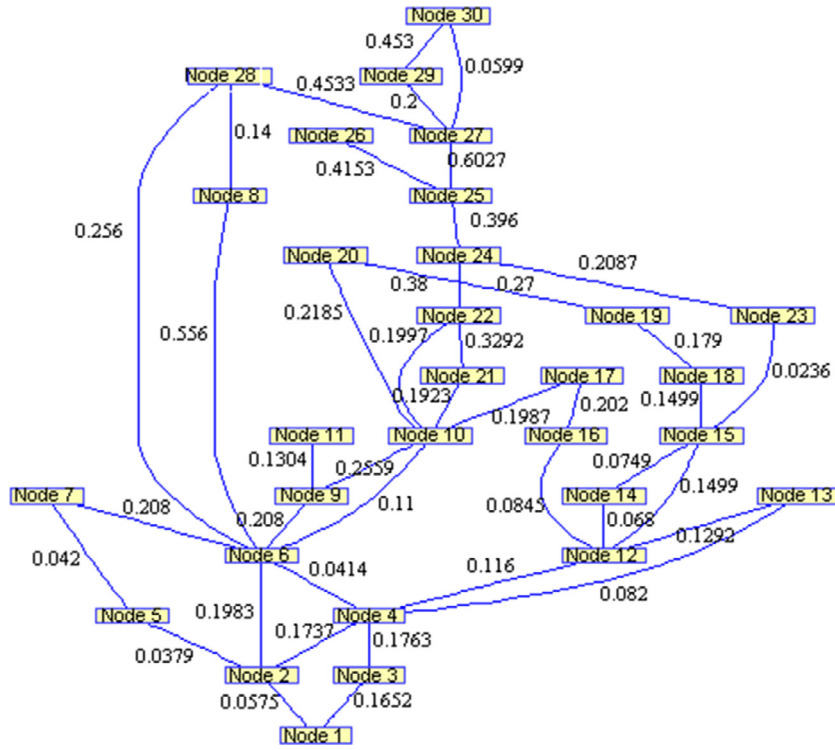 Node 30
0.453
0.0599
Node 28
Node 29
0.4533
0.2
0.14
Node 26
Node 27
0.4153
0.6027
Node 8
Node 25
0.256
0.396
Node 20
Node 24
0.2087
0.38
0.27
0.2185
Node 22
Node 19
Node 23
0.556
0.1997
0.3292
0.179
0.0236
Node 21
Node 17
Node 18
0.1923
0.202
0.1499
0.1987
Node 11
Node 10
Node 16
Node 15
0.1304
0.2559
0.0749
Node 7
Node 9
Node 14
0.1499
Node 13
0.208
0.208
0.11
0.0845
0.068
0.1292
Node 6
Node 12
0.042
0.0414
0.116
0.082
Node 5
0.1983
Node 4
0.1737
0.1763
0.0379
Node 2
Node 3
0.0575
0.1652
Node 1